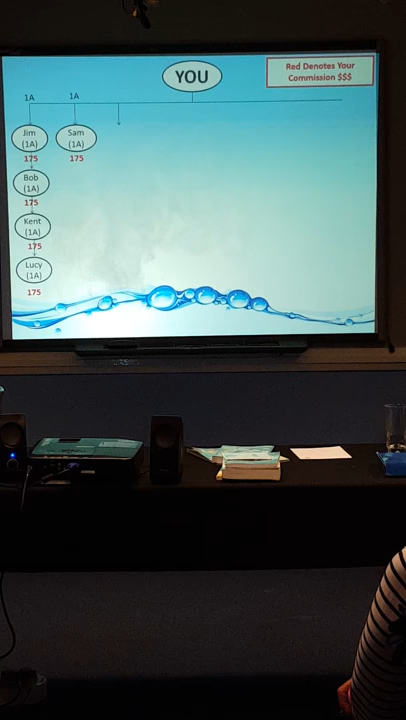 YOU
Red Denotes Your
Commission $$$
1A
1A
Jim
(1A)
175
Sam
(1A)
175
Bob
(1A)
175
Kent
(1A)
175
Lucy
(1A)
175